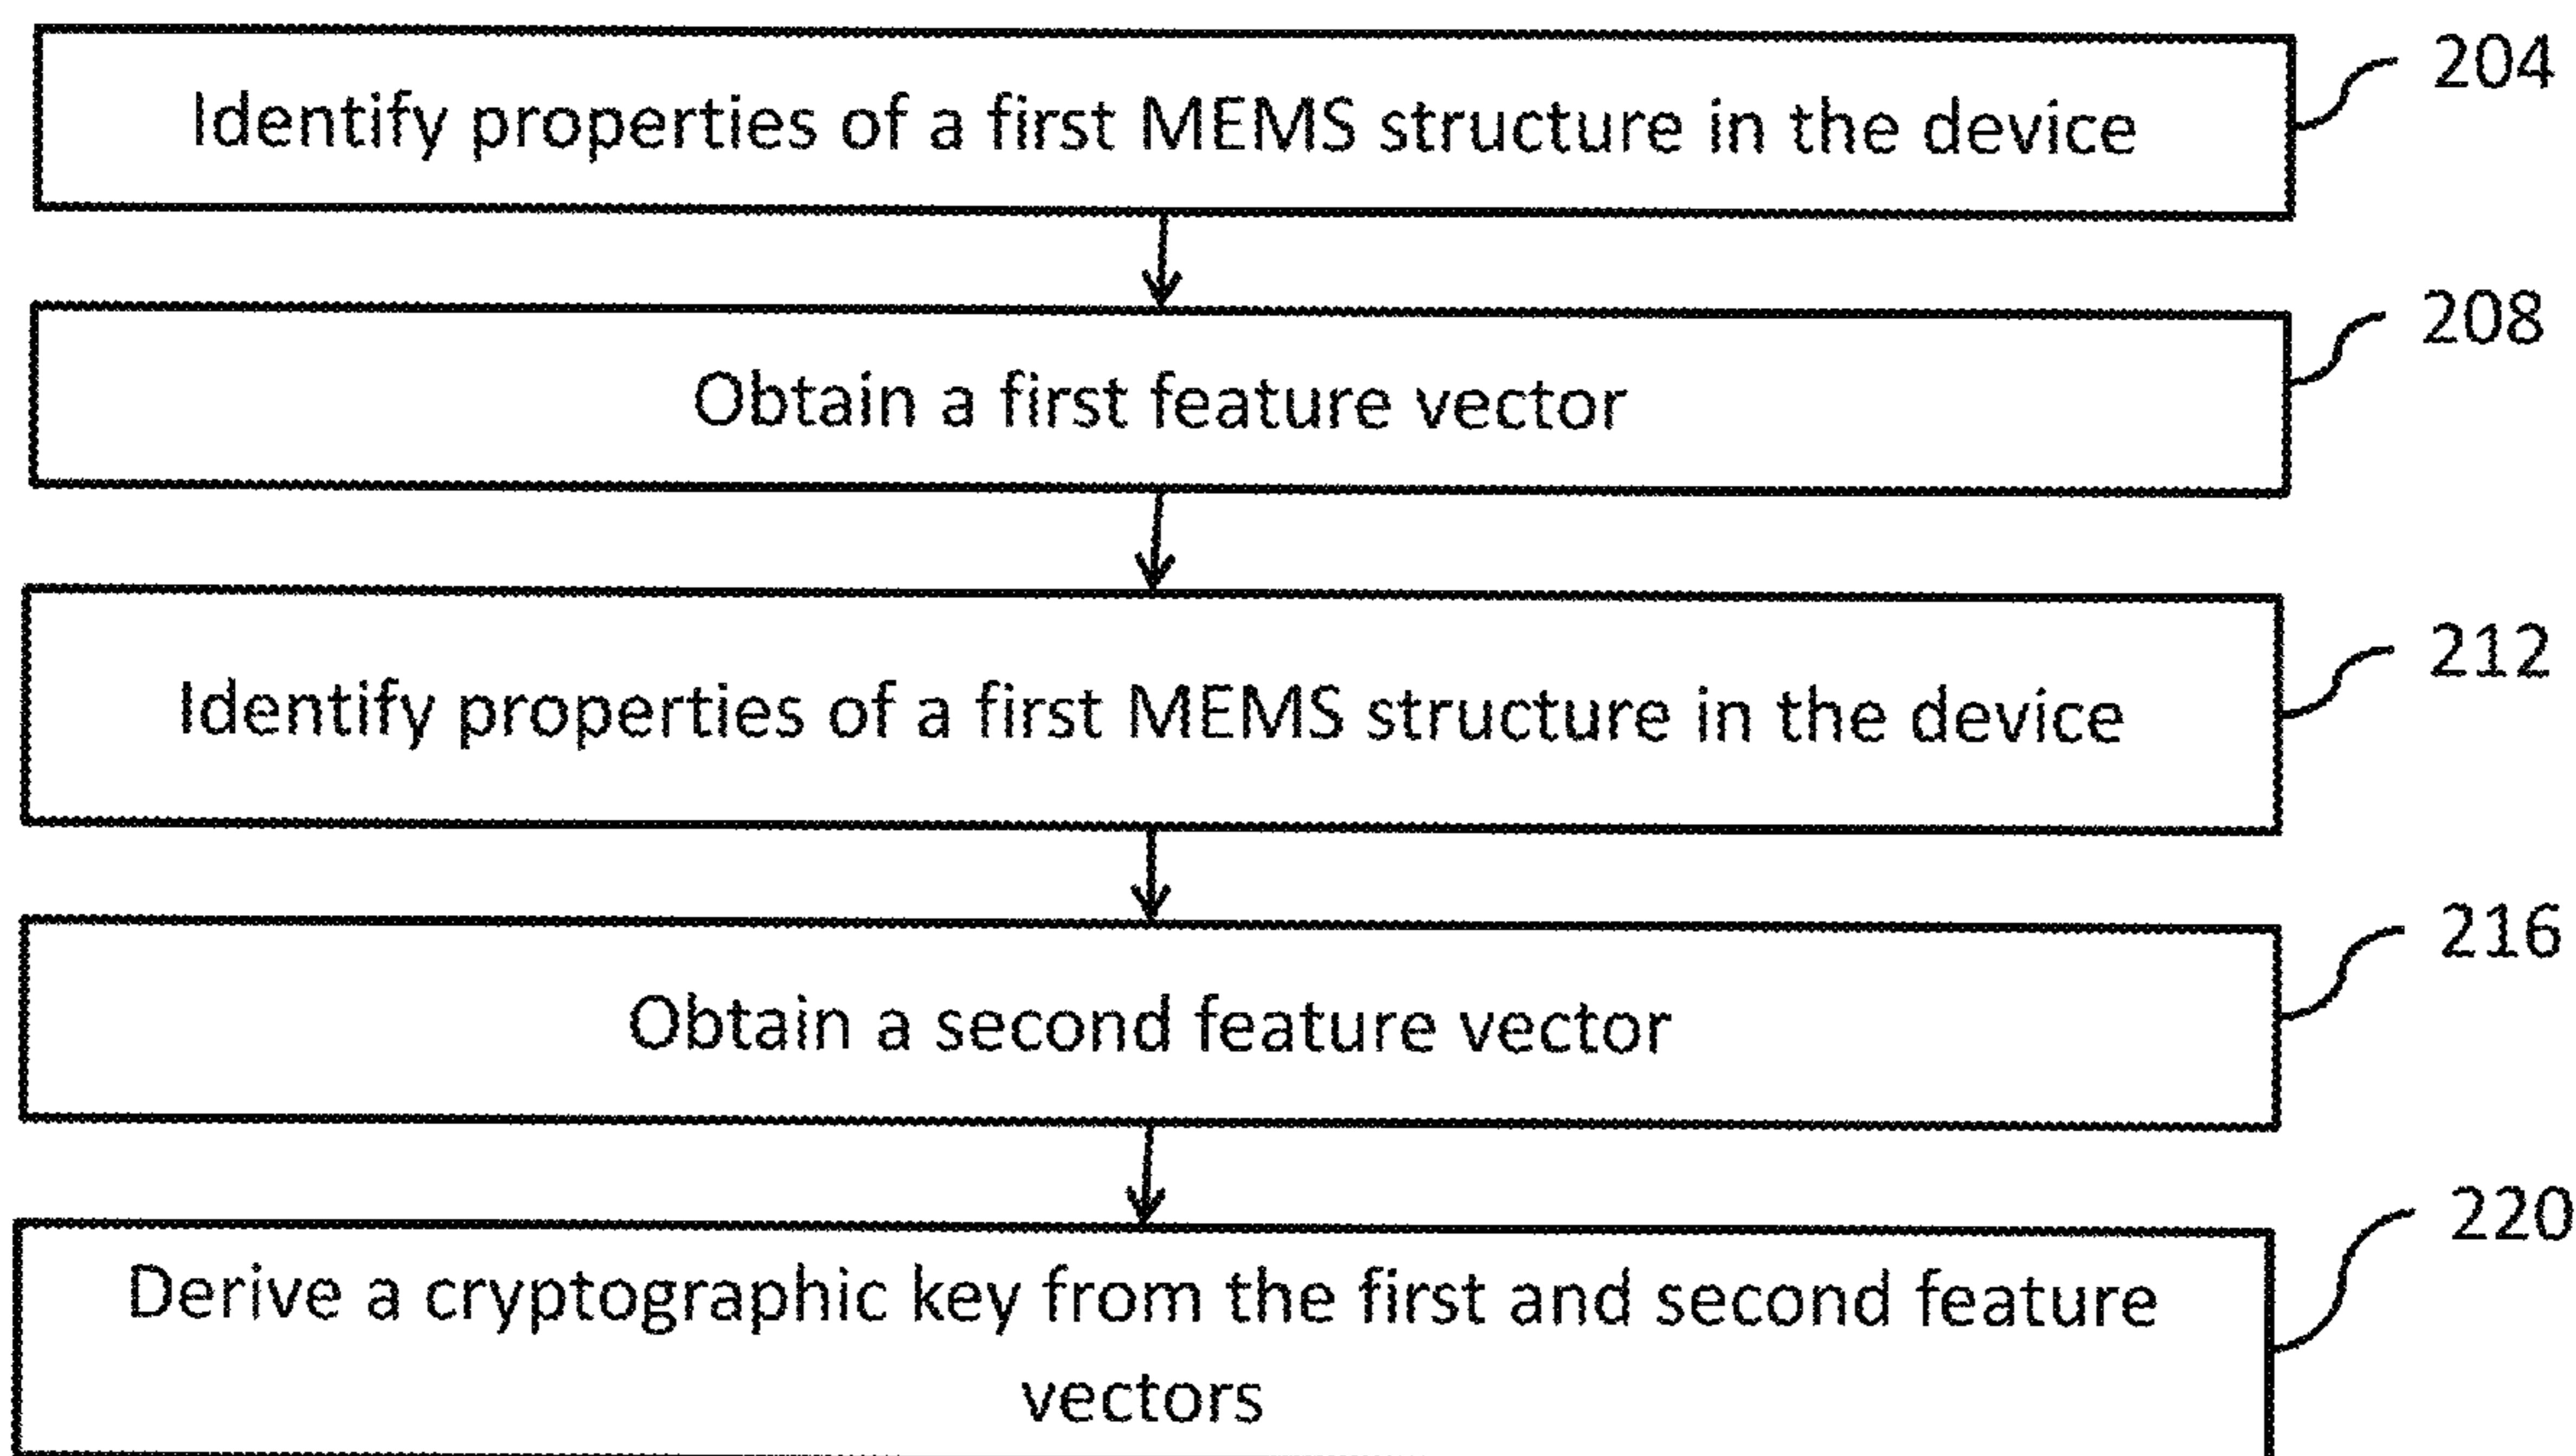 Identify properties of a first MEMS structure in the device
204
Obtain a first feature vector
208
Identify properties of a first MEMS structure in the device
212
Obtain a second feature vector
216
Derive a cryptographic key from the first and second feature
vectors
220